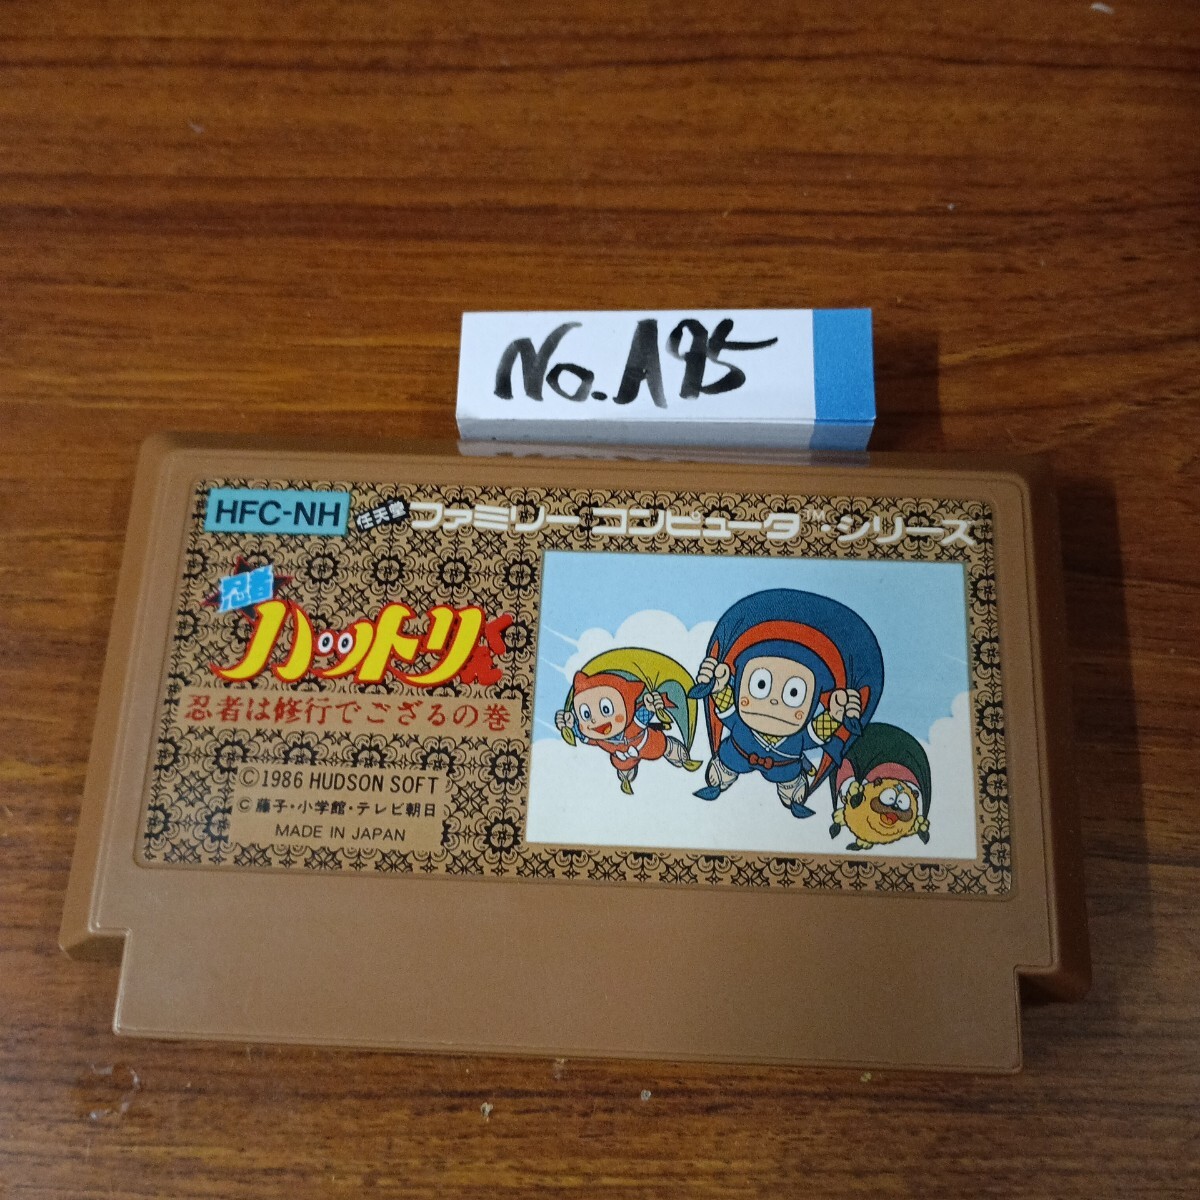 No.A95
HFC-NH
任天堂 ファミリーコンピュータ™・シリーズ
忍者
ハットリくん
忍者は修行でござるの巻
©1986 HUDSON SOFT
©藤子・小学館・テレビ朝日
MADE IN JAPAN